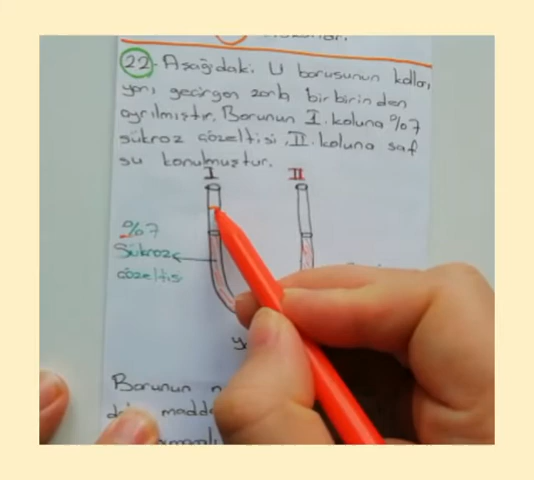 22 - Aşağıdaki U borusunun kolları
yarı geçirgen zarla birbirinden
ayrılmıştır. Borunun I. koluna %7
sükroz çözeltisi, II. koluna saf
su konulmuştur.
I II
%7
Sükroz
çözeltisi
Borunun